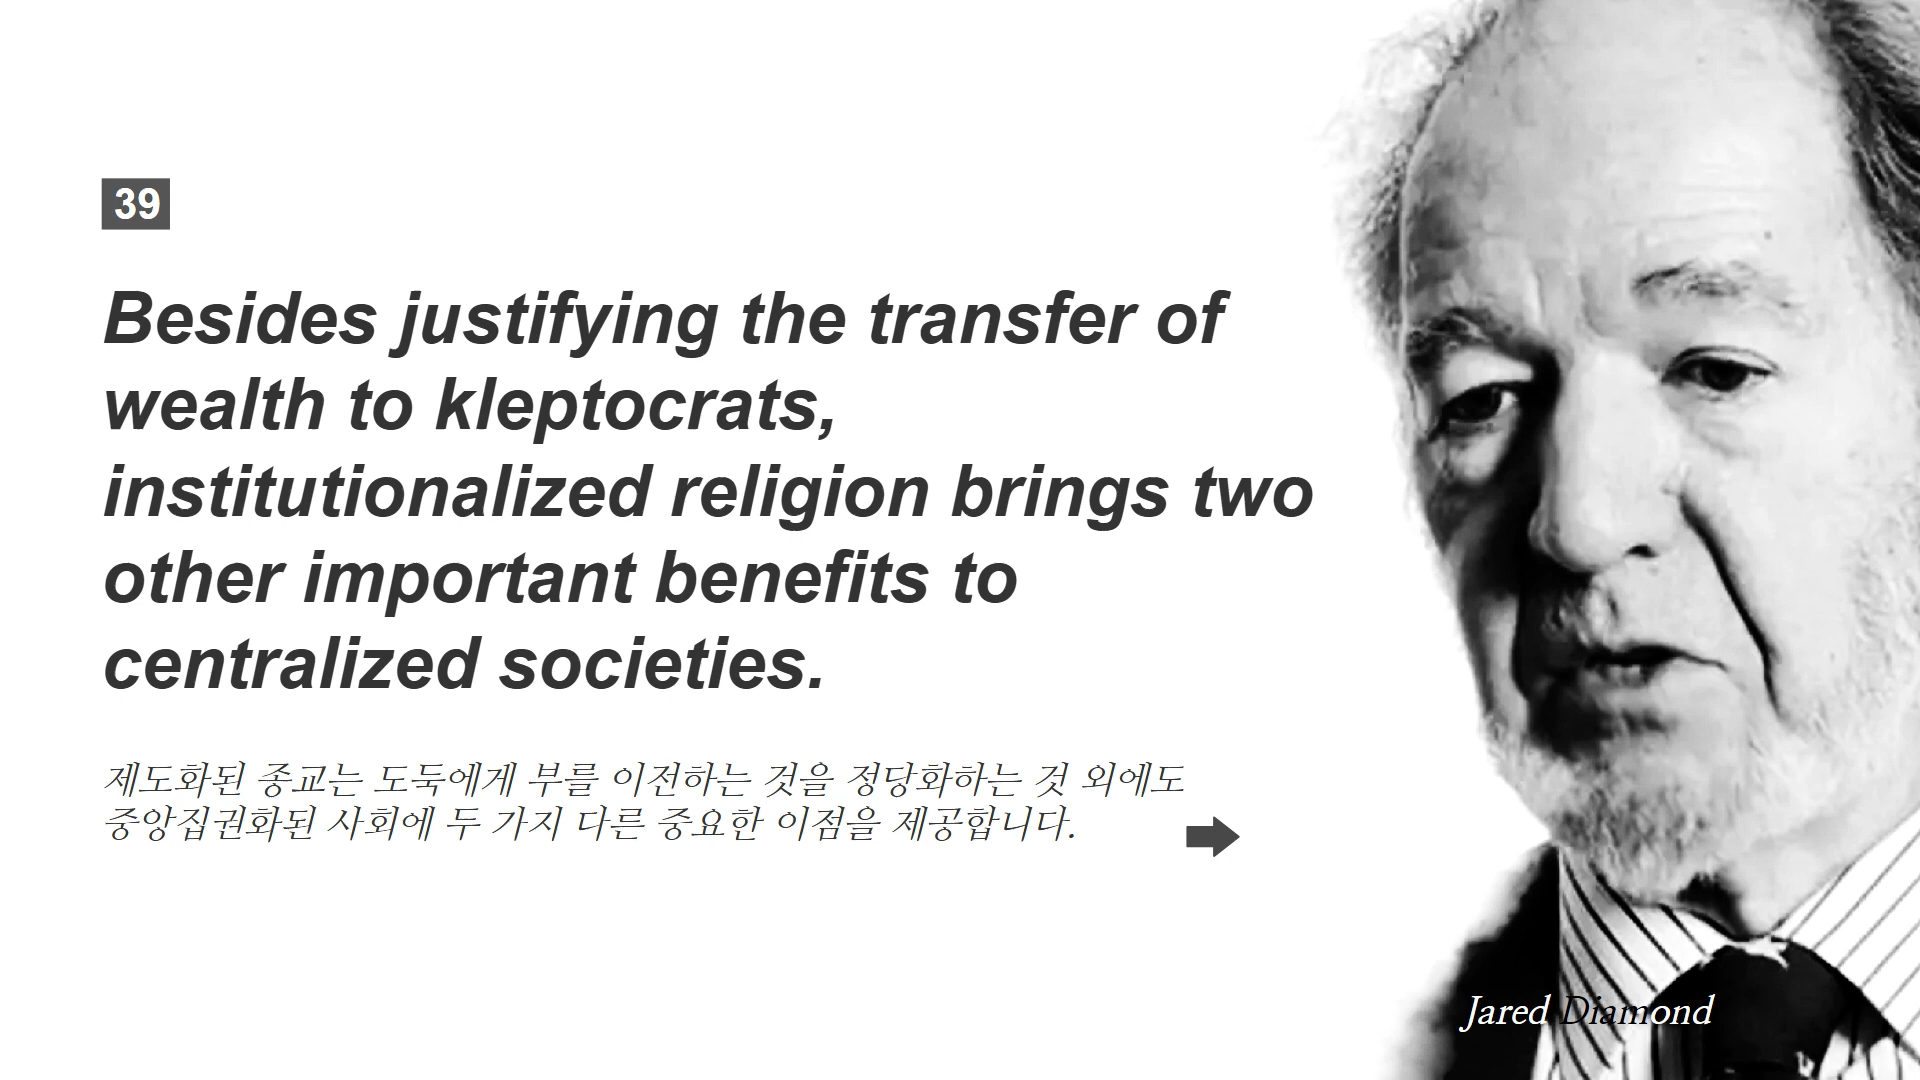 39
Besides justifying the transfer of
wealth to kleptocrats,
institutionalized religion brings two
other important benefits to
centralized societies.
제도화된 종교는 도둑에게 부를 이전하는 것을 정당화하는 것 외에도
중앙집권화된 사회에 두 가지 다른 중요한 이점을 제공합니다.
Jared Diamond